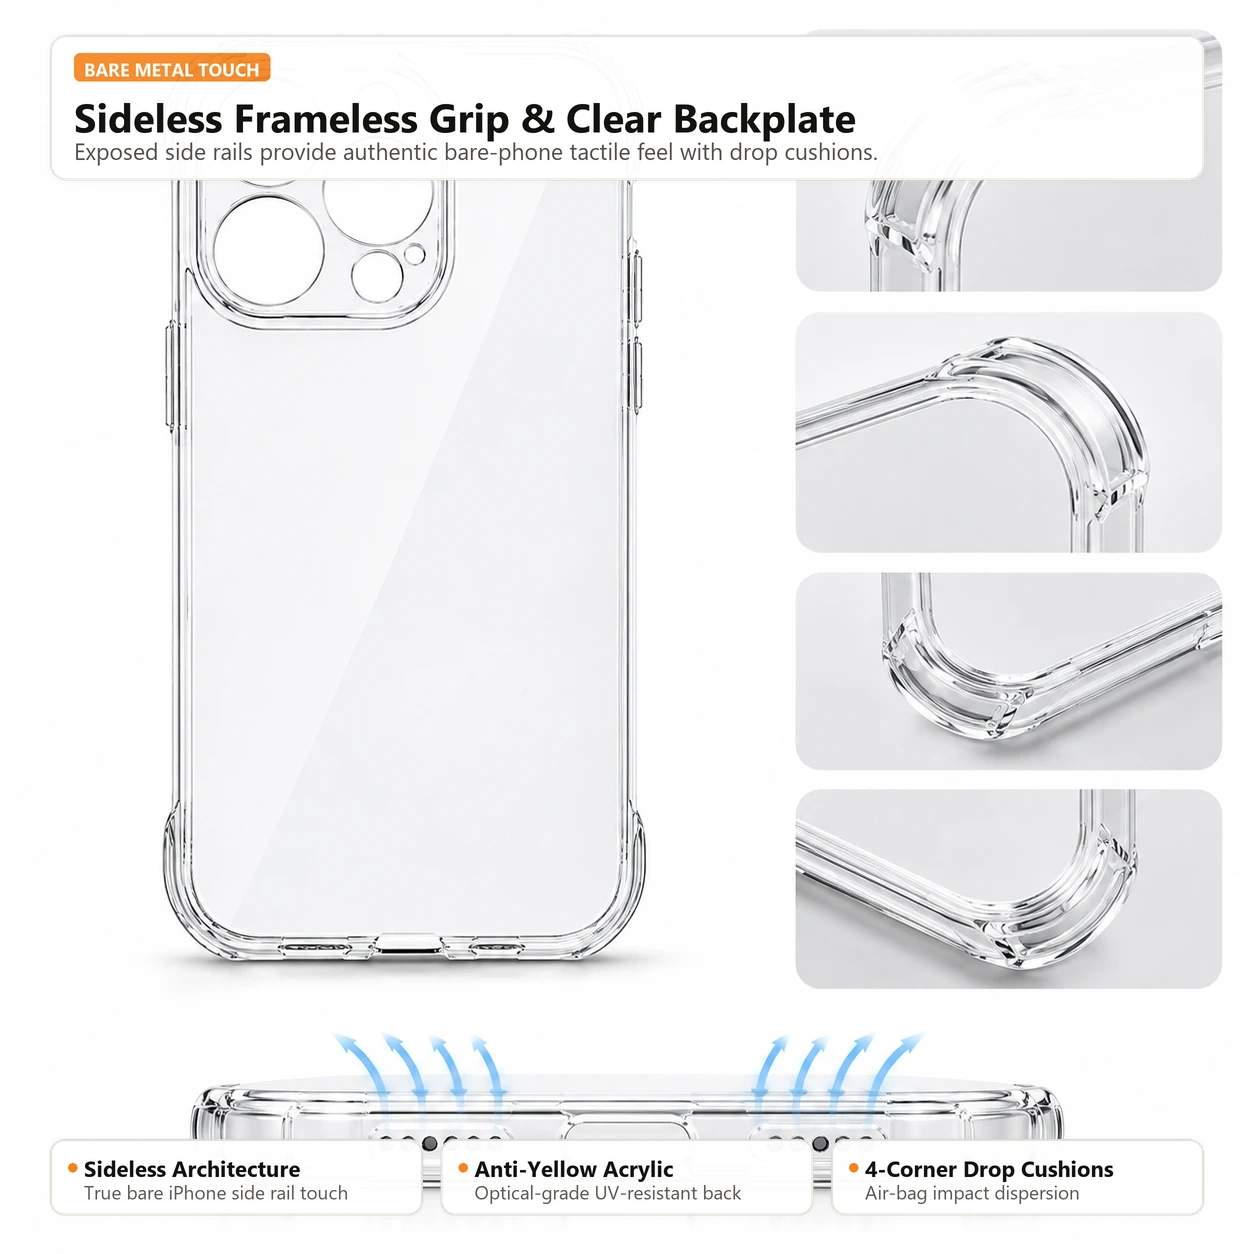 BARE METAL TOUCH
Sideless Frameless Grip & Clear Backplate
Exposed side rails provide authentic bare-phone tactile feel with drop cushions.
Sideless Architecture
True bare iPhone side rail touch
Anti-Yellow Acrylic
Optical-grade UV-resistant back
4-Corner Drop Cushions
Air-bag impact dispersion